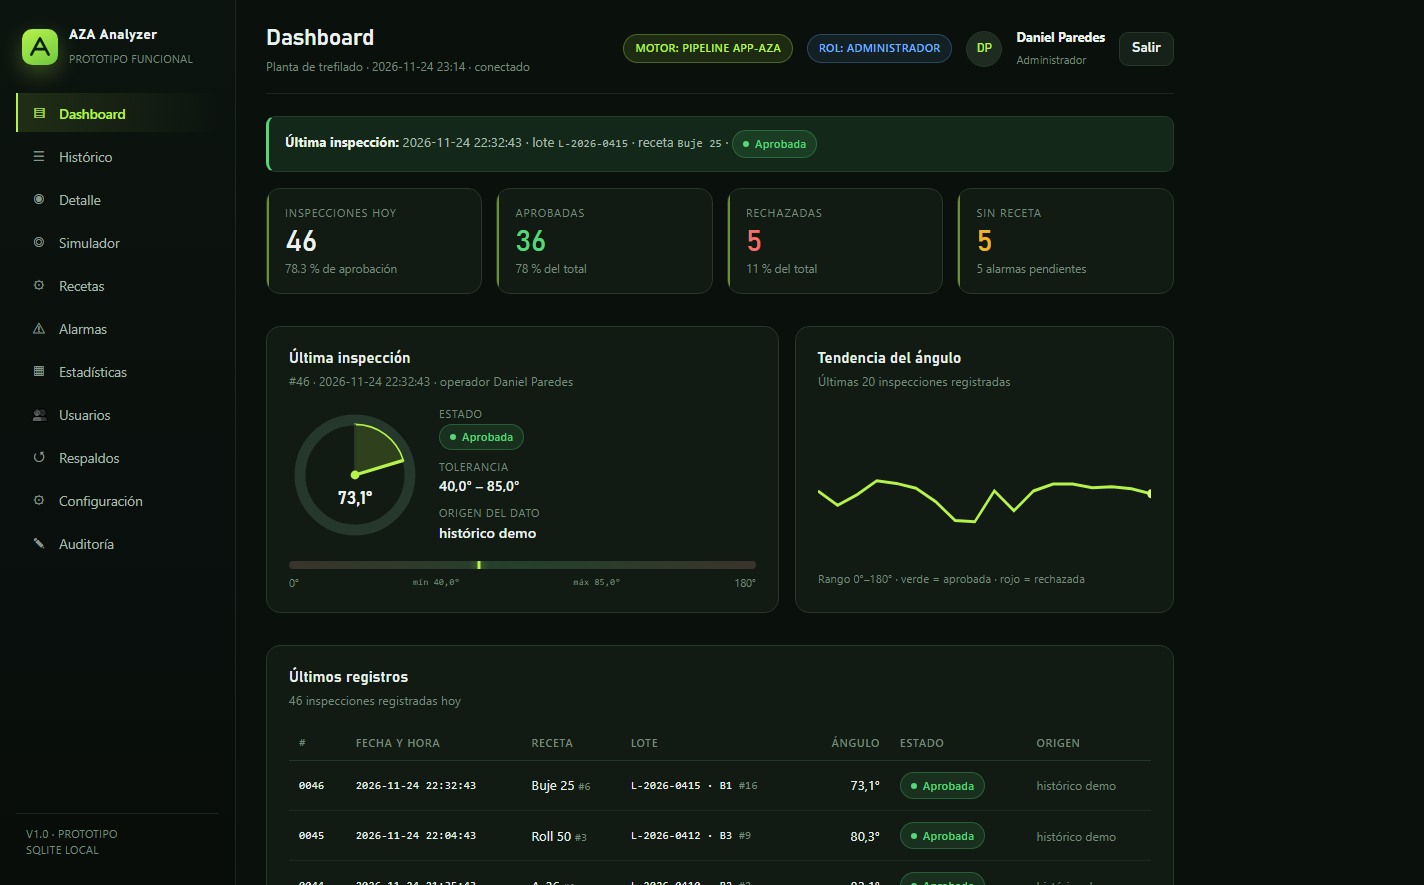 AZA Analyzer
PROTOTIPO FUNCIONAL
Dashboard
Histórico
Detalle
Simulador
Recetas
Alarmas
Estadísticas
Usuarios
Respaldos
Configuración
Auditoría
V1.0 · PROTOTIPO
SQLITE LOCAL
Dashboard
Planta de trefilado · 2026-11-24 23:14 · conectado
MOTOR: PIPELINE APP-AZA
ROL: ADMINISTRADOR
DP
Daniel Paredes
Administrador
Salir
Última inspección: 2026-11-24 22:32:43 · lote L-2026-0415 · receta Buje 25 · Aprobada
INSPECCIONES HOY
46
78.3 % de aprobación
APROBADAS
36
78 % del total
RECHAZADAS
5
11 % del total
SIN RECETA
5
5 alarmas pendientes
Última inspección
#46 · 2026-11-24 22:32:43 · operador Daniel Paredes
73,1°
ESTADO
Aprobada
TOLERANCIA
40,0° – 85,0°
ORIGEN DEL DATO
histórico demo
0° mín 40,0° máx 85,0° 180°
Tendencia del ángulo
Últimas 20 inspecciones registradas
Rango 0°–180° · verde = aprobada · rojo = rechazada
Últimos registros
46 inspecciones registradas hoy
# FECHA Y HORA RECETA LOTE ÁNGULO ESTADO ORIGEN
0046 2026-11-24 22:32:43 Buje 25 #6 L-2026-0415 · B1 #16 73,1° Aprobada histórico demo
0045 2026-11-24 22:04:43 Roll 50 #3 L-2026-0412 · B3 #9 80,3° Aprobada histórico demo